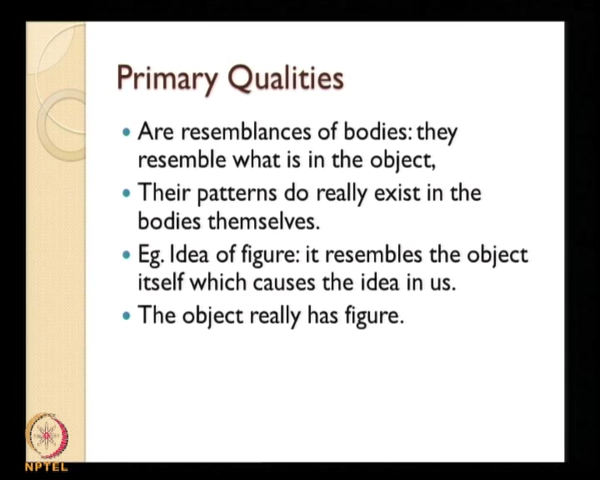 Primary Qualities
• Are resemblances of bodies: they
resemble what is in the object,
• Their patterns do really exist in the
bodies themselves.
• Eg. Idea of figure: it resembles the object
itself which causes the idea in us.
• The object really has figure.
NPTEL